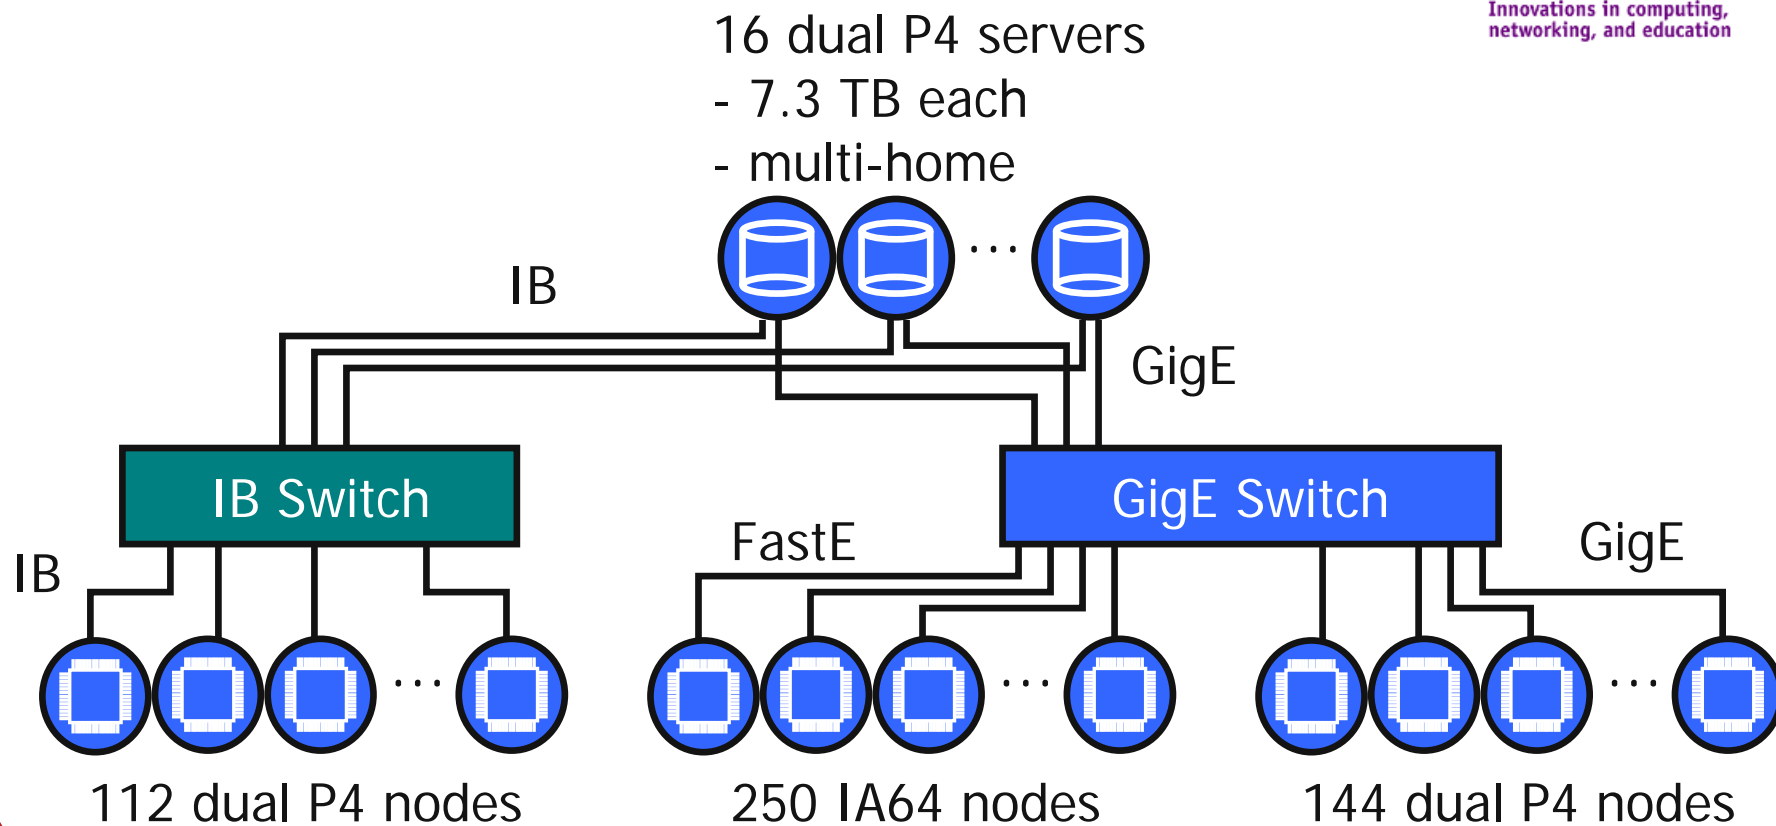 Innovations in computing,
networking, and education
16 dual P4 servers
- 7.3 TB each
- multi-home
...
IB
GigE
IB Switch
GigE Switch
IB
FastE
GigE
...
...
...
112 dual P4 nodes
250 IA64 nodes
144 dual P4 nodes